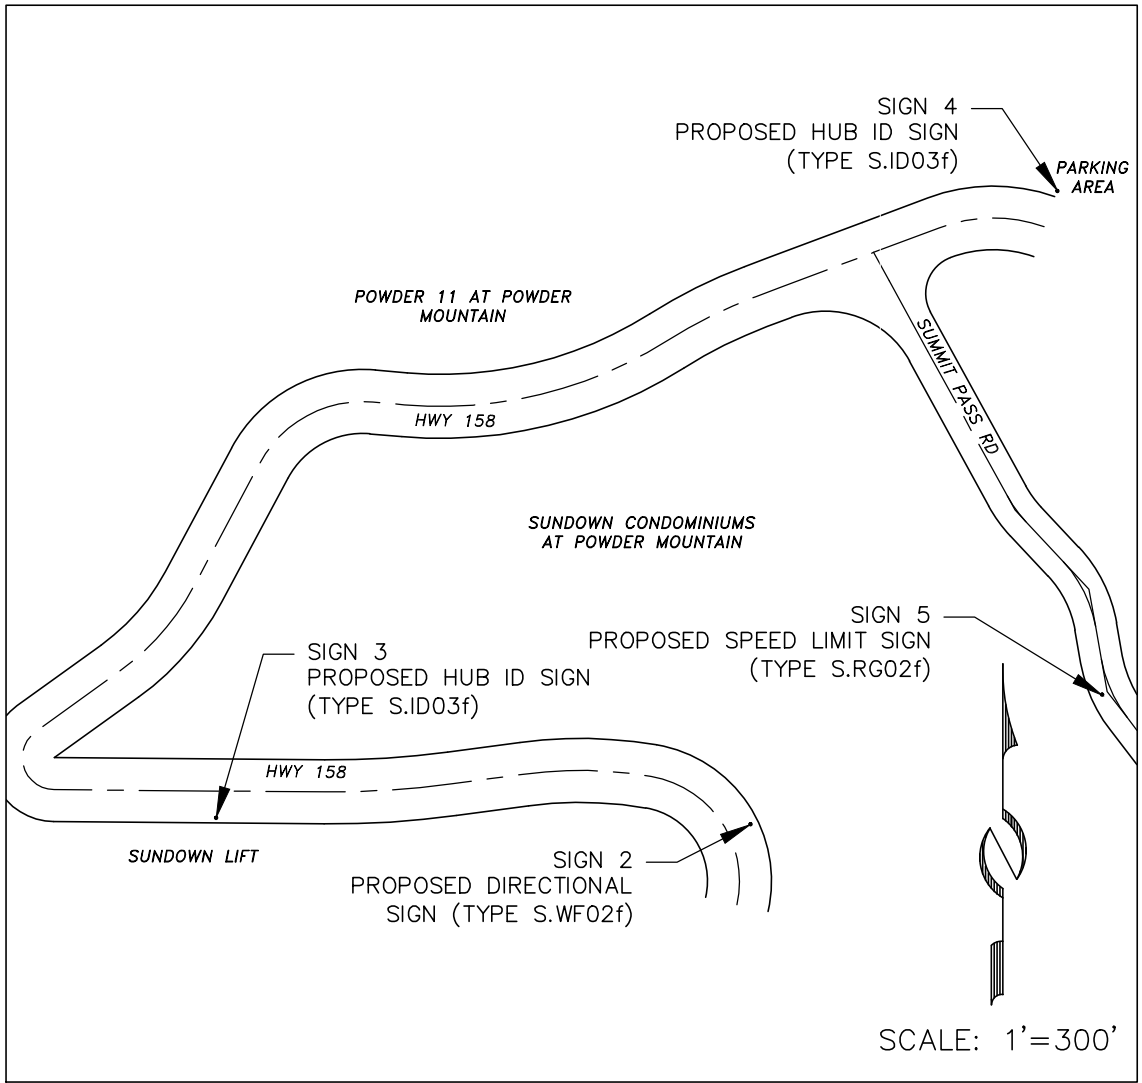 SIGN 4
PROPOSED HUB ID SIGN
(TYPE S.ID03f)
PARKING
AREA
POWDER 11 AT POWDER
MOUNTAIN
SUMMIT PASS RD
HWY 158
SUNDOWN CONDOMINIUMS
AT POWDER MOUNTAIN
SIGN 5
PROPOSED SPEED LIMIT SIGN
(TYPE S.RG02f)
SIGN 3
PROPOSED HUB ID SIGN
(TYPE S.ID03f)
HWY 158
SUNDOWN LIFT
SIGN 2
PROPOSED DIRECTIONAL
SIGN (TYPE S.WF02f)
SCALE: 1'=300'